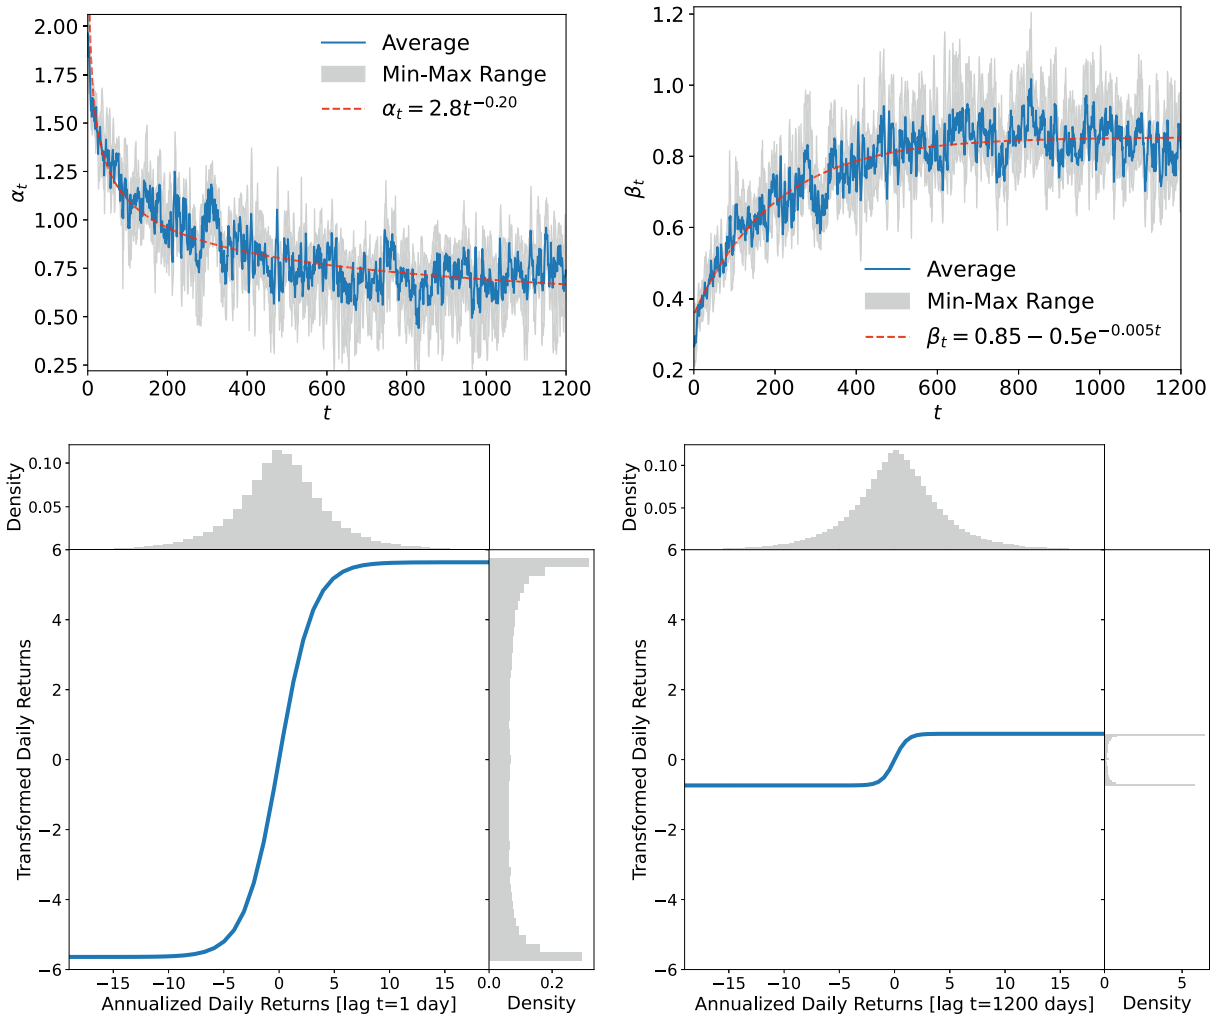 2.00
1.75
1.50
1.25
1.00
0.75
0.50
0.25
α_t
Average
Min-Max Range
α_t = 2.8t^{−0.20}
0 200 400 600 800 1000 1200
t
1.2
1.0
0.8
0.6
0.4
0.2
β_t
Average
Min-Max Range
β_t = 0.85 − 0.5e^{−0.005t}
0 200 400 600 800 1000 1200
t
Density
0.10
0.05
Transformed Daily Returns
6
4
2
0
−2
−4
−6
−15 −10 −5 0 5 10 15
Annualized Daily Returns [lag t=1 day]
0.0 0.2
Density
Density
0.10
0.05
Transformed Daily Returns
6
4
2
0
−2
−4
−6
−15 −10 −5 0 5 10 15
Annualized Daily Returns [lag t=1200 days]
0 5
Density